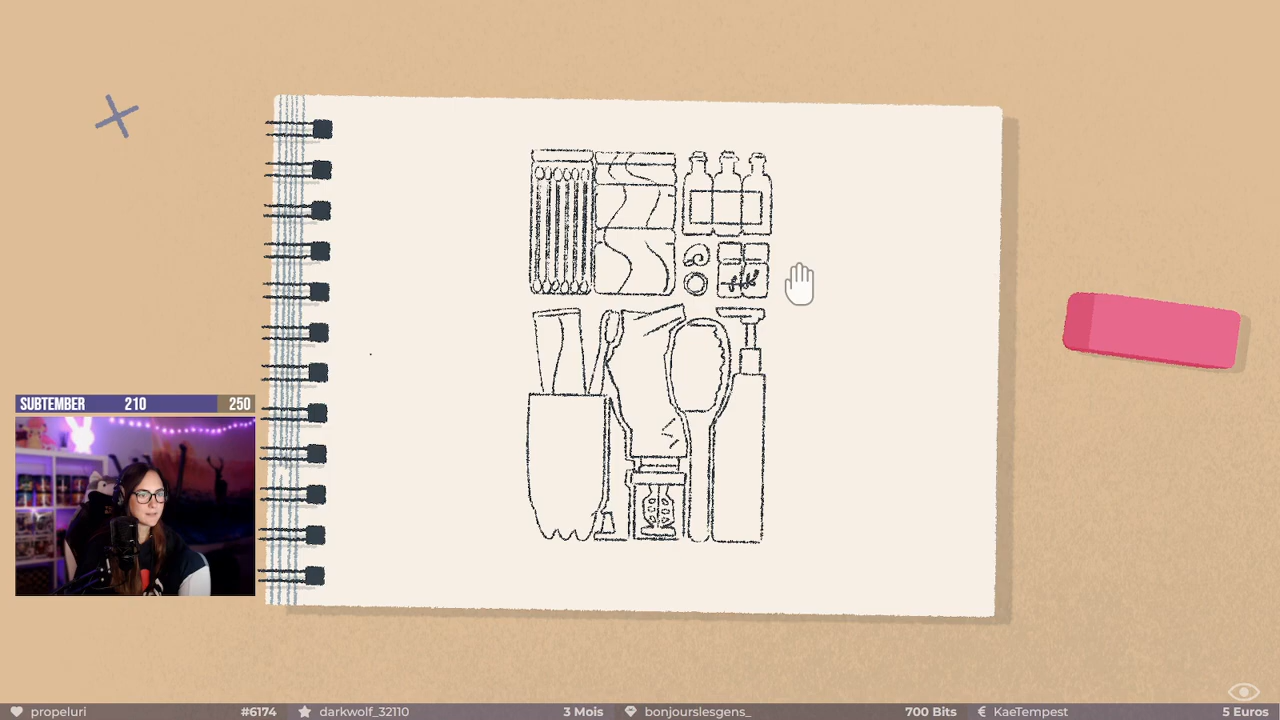 SUBTEMBER 210 250
propeluri #6174 darkwolf_32110 3 Mois bonjourslesgens_ 700 Bits KaeTempest 5 Euros